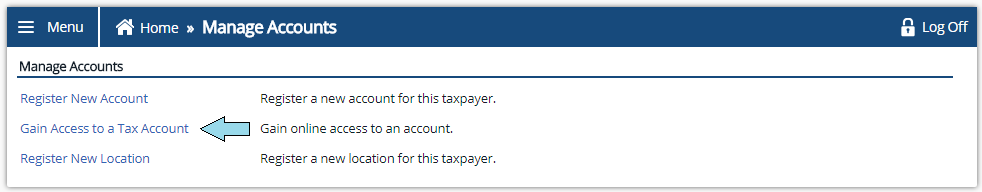 Menu Home » Manage Accounts Log Off
Manage Accounts
Register New Account Register a new account for this taxpayer.
Gain Access to a Tax Account Gain online access to an account.
Register New Location Register a new location for this taxpayer.